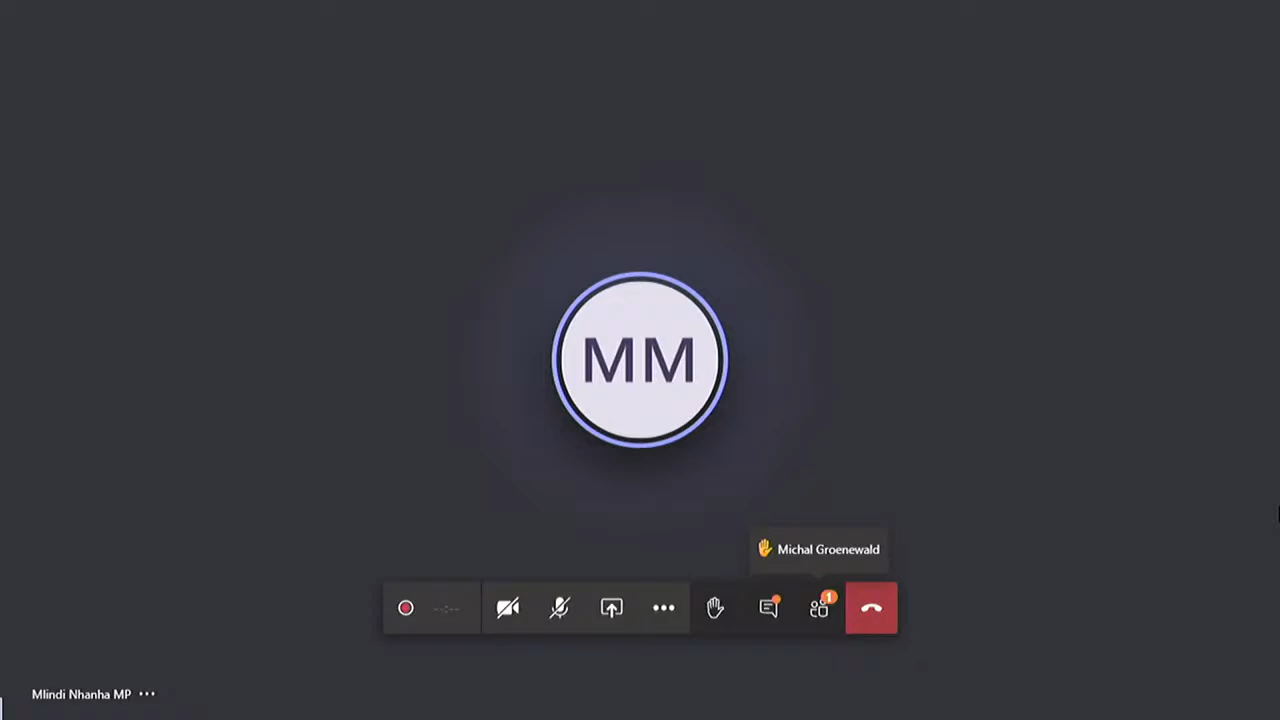 MM
Michal Groenewald
--:--
1
Mlindi Nhanha MP